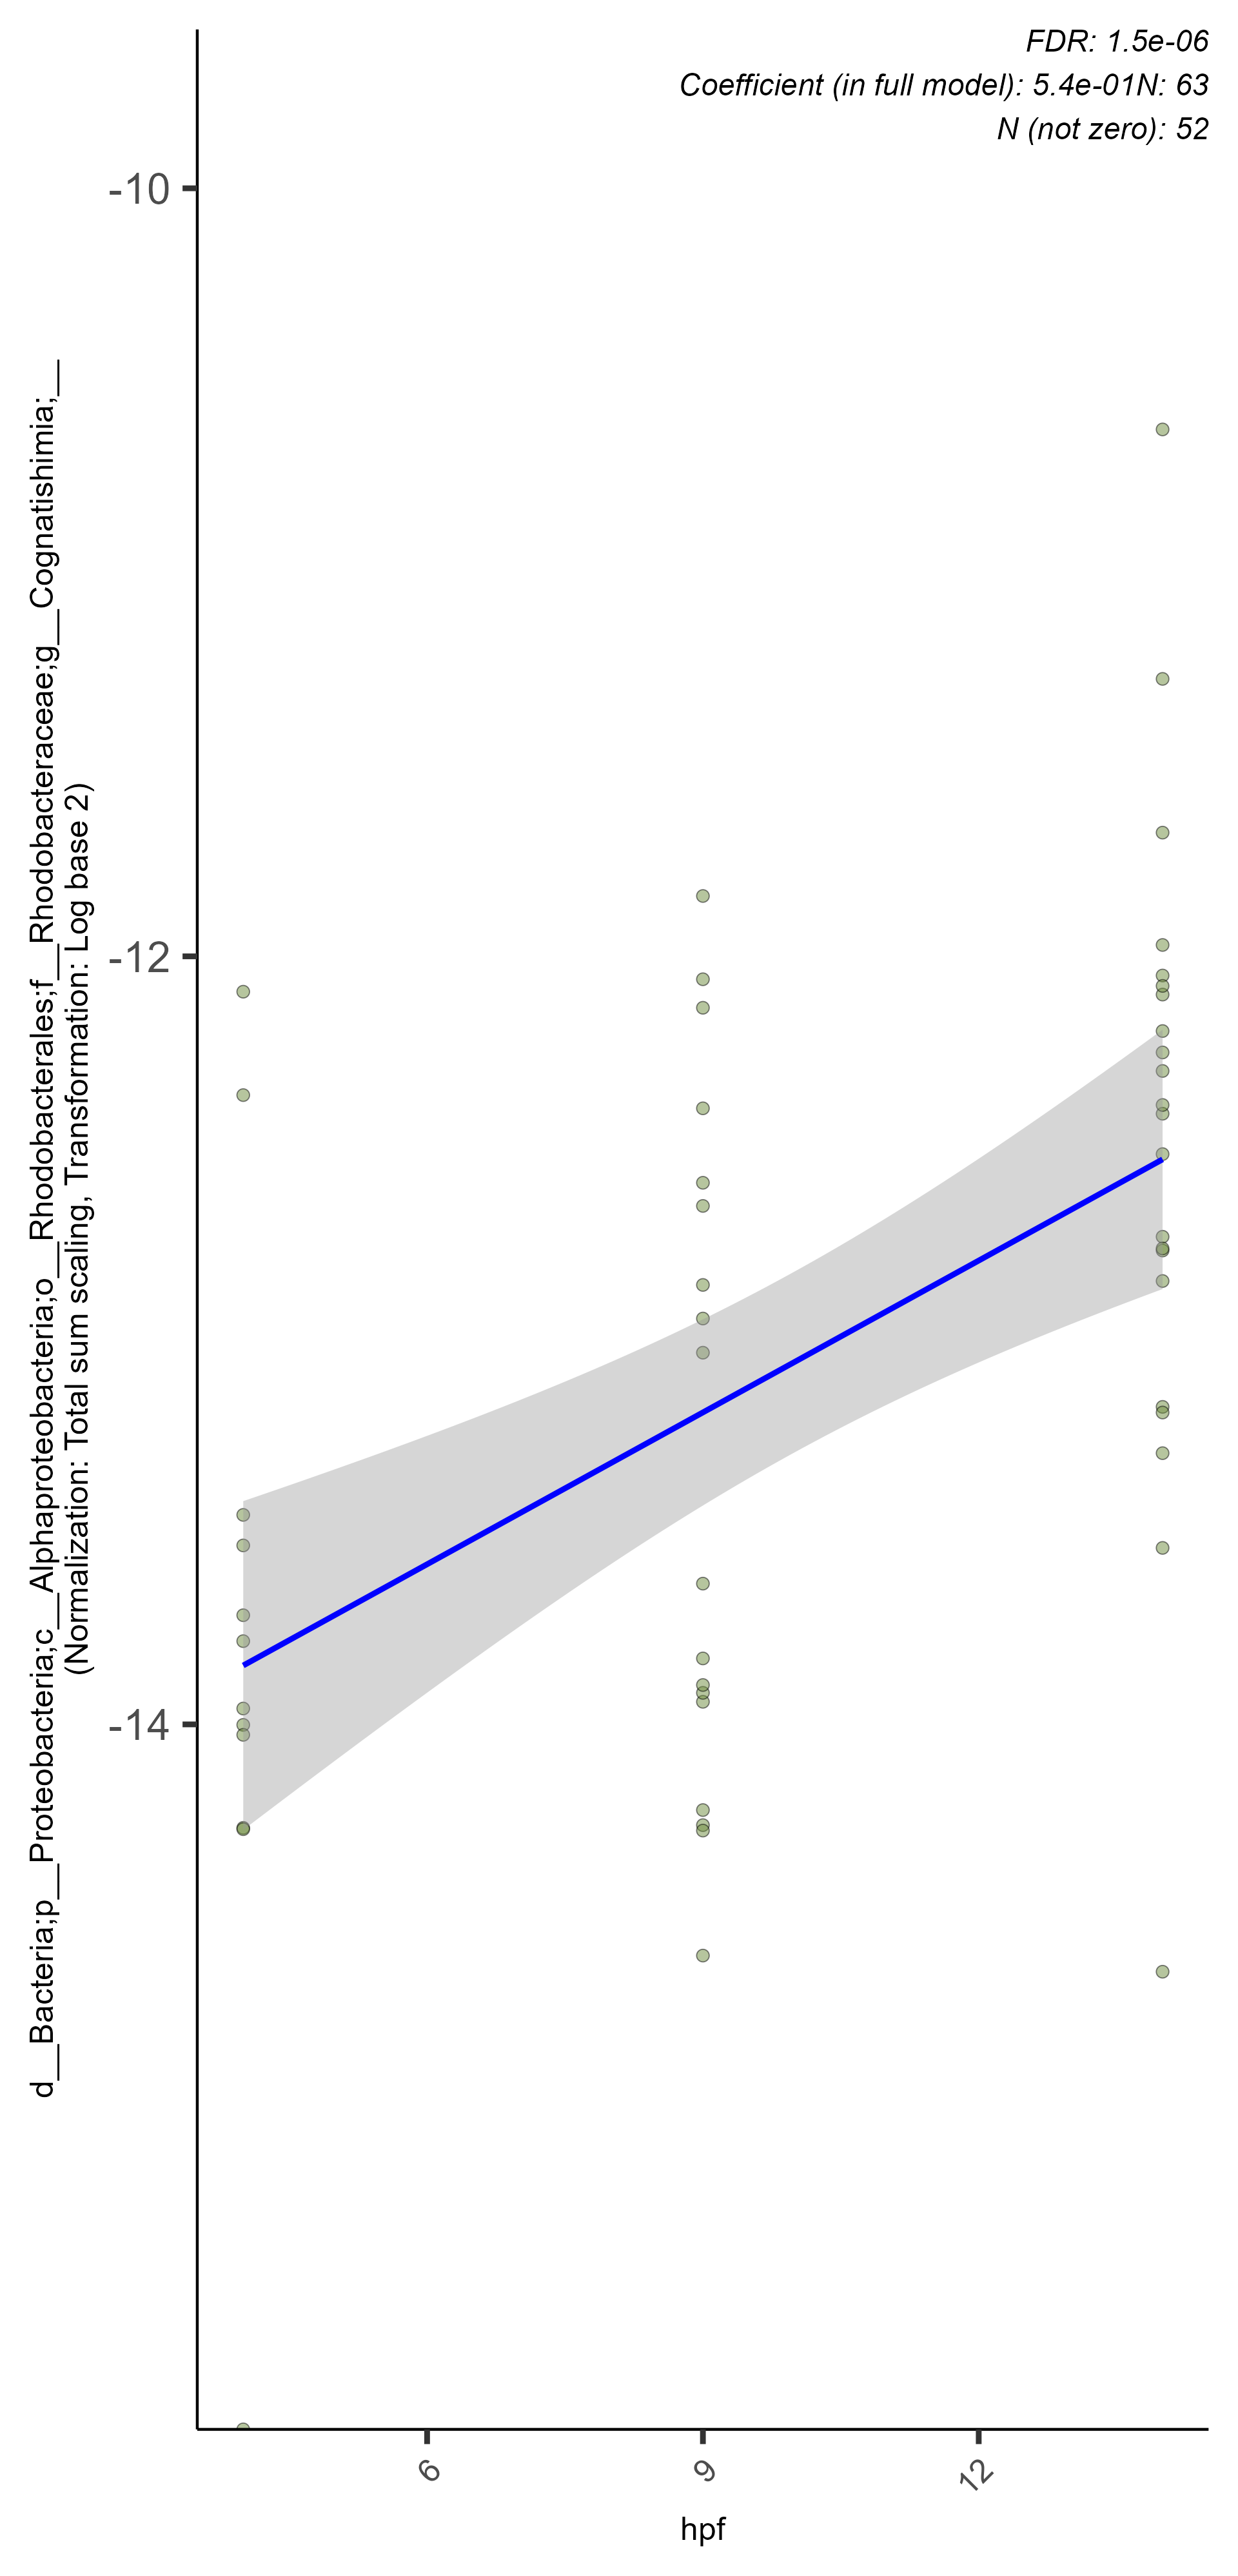 FDR: 1.5e-06
Coefficient (in full model): 5.4e-01N: 63
N (not zero): 52
d__Bacteria;p__Proteobacteria;c__Alphaproteobacteria;o__Rhodobacterales;f__Rhodobacteraceae;g__Cognatishimia;__
(Normalization: Total sum scaling, Transformation: Log base 2)
-10
-12
-14
6
9
12
hpf